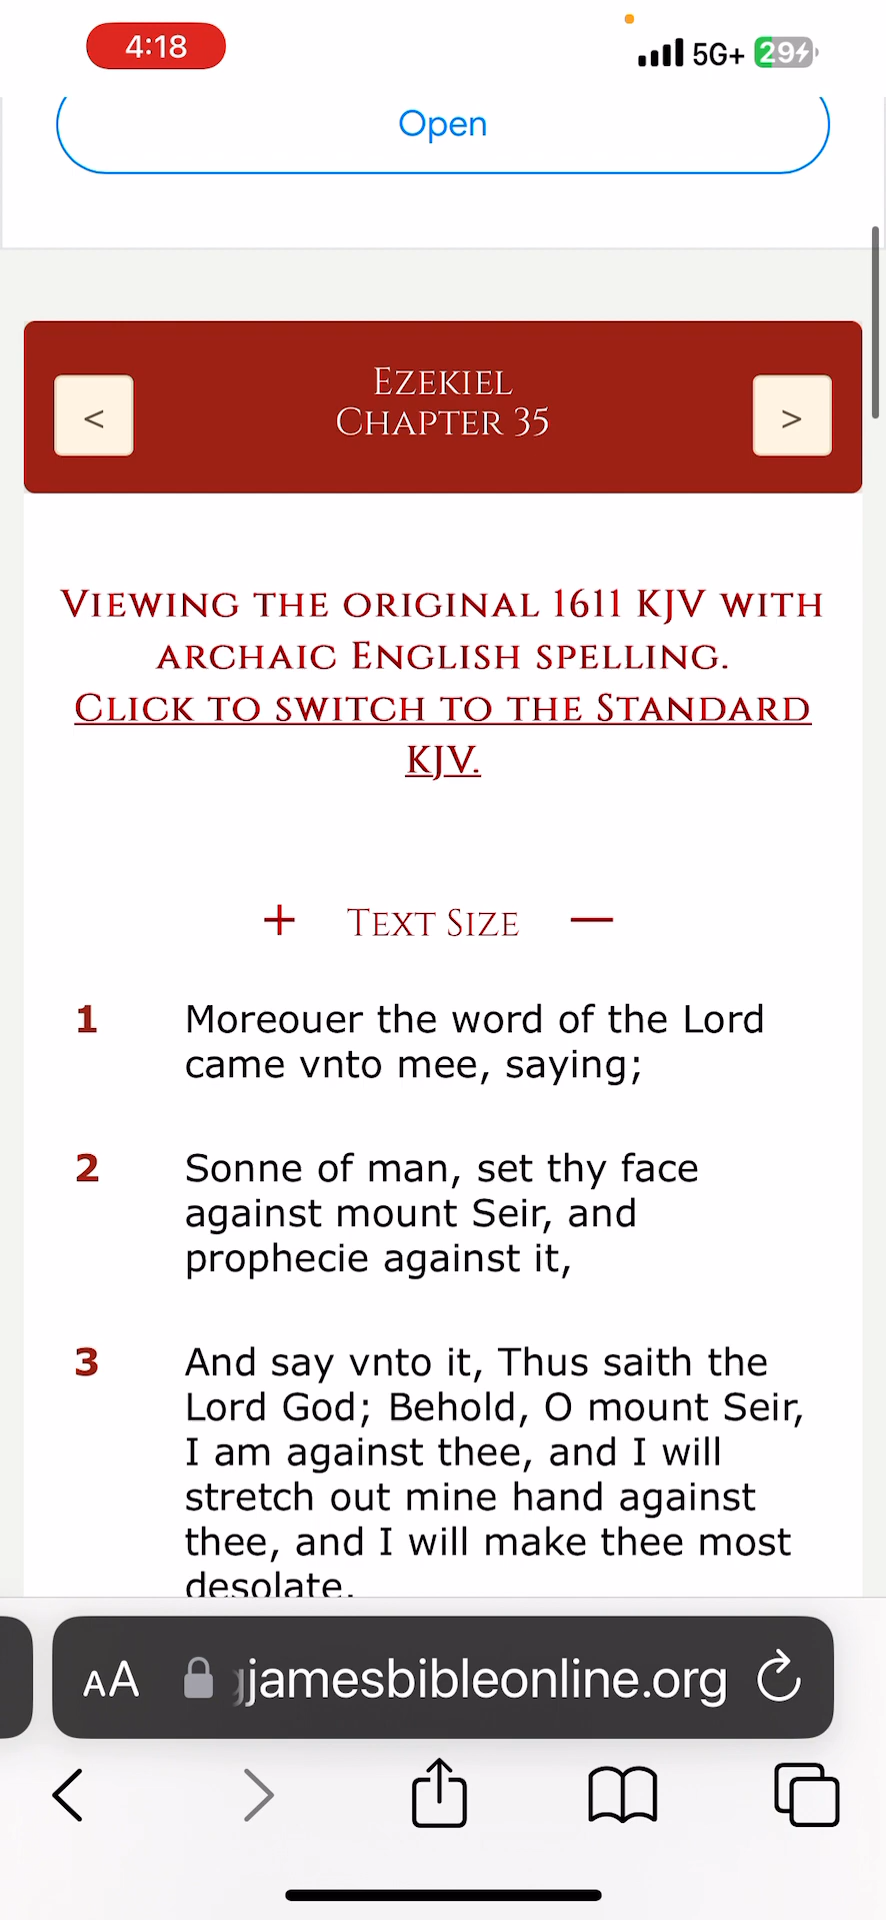 4:18
5G+ 29
Open
EZEKIEL
CHAPTER 35
<
>
VIEWING THE ORIGINAL 1611 KJV WITH
ARCHAIC ENGLISH SPELLING.
CLICK TO SWITCH TO THE STANDARD
KJV.
+ TEXT SIZE —
1 Moreouer the word of the Lord
came vnto mee, saying;
2 Sonne of man, set thy face
against mount Seir, and
prophecie against it,
3 And say vnto it, Thus saith the
Lord God; Behold, O mount Seir,
I am against thee, and I will
stretch out mine hand against
thee, and I will make thee most
desolate.
AA gjamesbibleonline.org